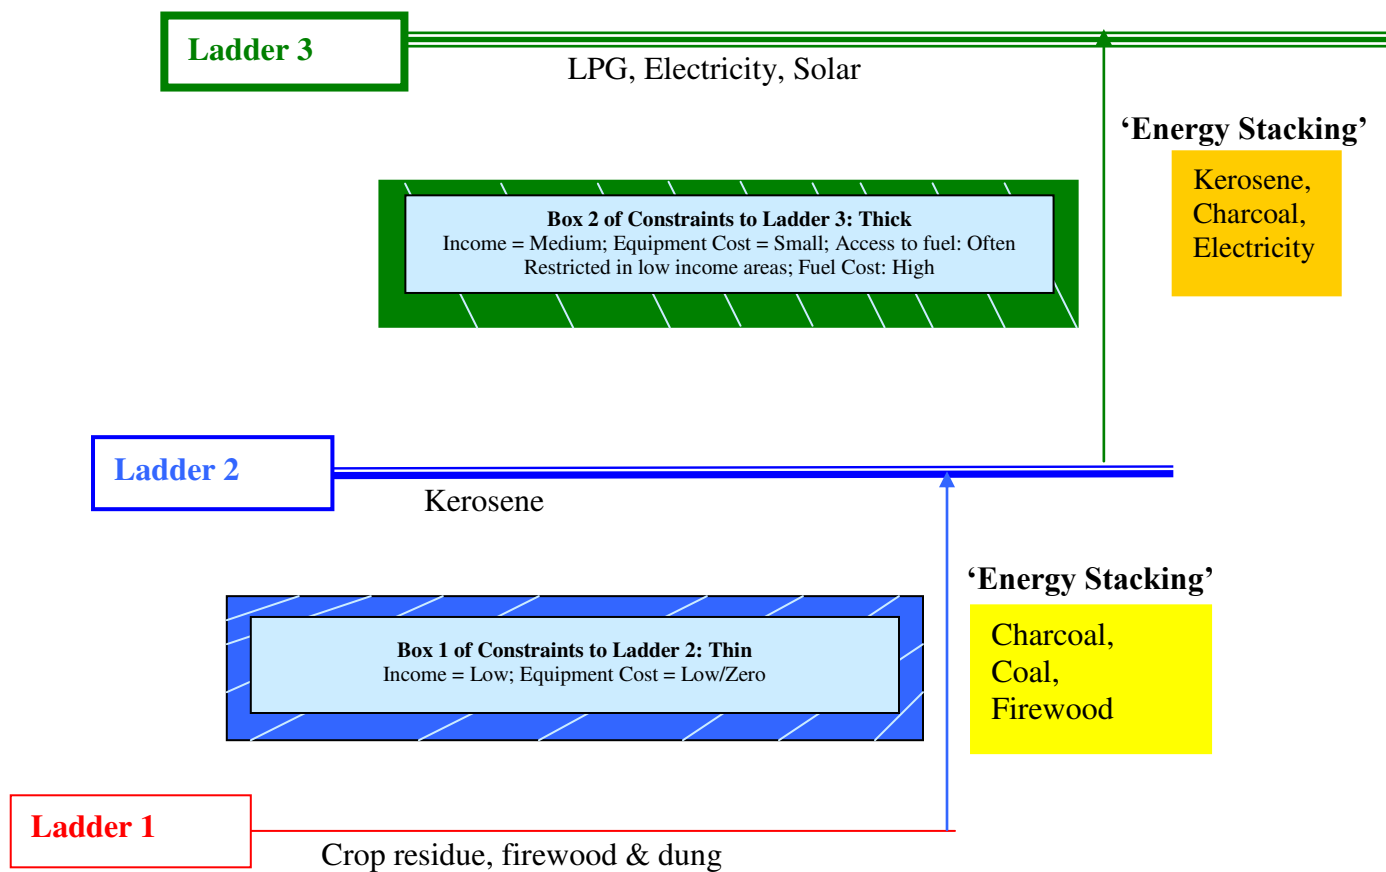 Ladder 3
LPG, Electricity, Solar
‘Energy Stacking’
Kerosene,
Charcoal,
Electricity
Box 2 of Constraints to Ladder 3: Thick
Income = Medium; Equipment Cost = Small; Access to fuel: Often
Restricted in low income areas; Fuel Cost: High
Ladder 2
Kerosene
‘Energy Stacking’
Charcoal,
Coal,
Firewood
Box 1 of Constraints to Ladder 2: Thin
Income = Low; Equipment Cost = Low/Zero
Ladder 1
Crop residue, firewood & dung